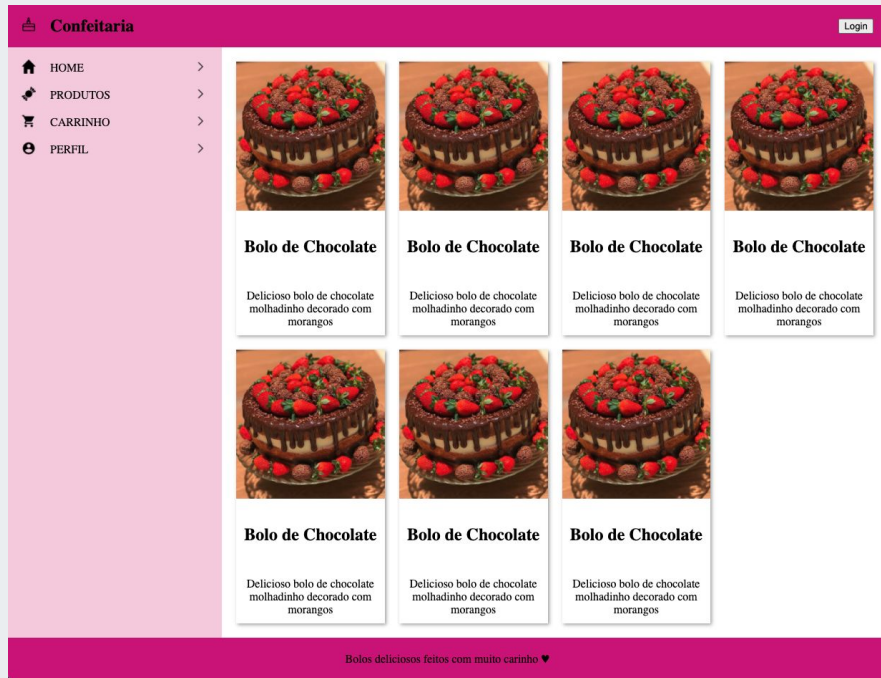 Confeitaria
Login
HOME
PRODUTOS
CARRINHO
PERFIL
Bolo de Chocolate
Bolo de Chocolate
Bolo de Chocolate
Bolo de Chocolate
Delicioso bolo de chocolate
molhadinho decorado com
morangos
Delicioso bolo de chocolate
molhadinho decorado com
morangos
Delicioso bolo de chocolate
molhadinho decorado com
morangos
Delicioso bolo de chocolate
molhadinho decorado com
morangos
Bolo de Chocolate
Bolo de Chocolate
Bolo de Chocolate
Delicioso bolo de chocolate
molhadinho decorado com
morangos
Delicioso bolo de chocolate
molhadinho decorado com
morangos
Delicioso bolo de chocolate
molhadinho decorado com
morangos
Bolos deliciosos feitos com muito carinho ♥